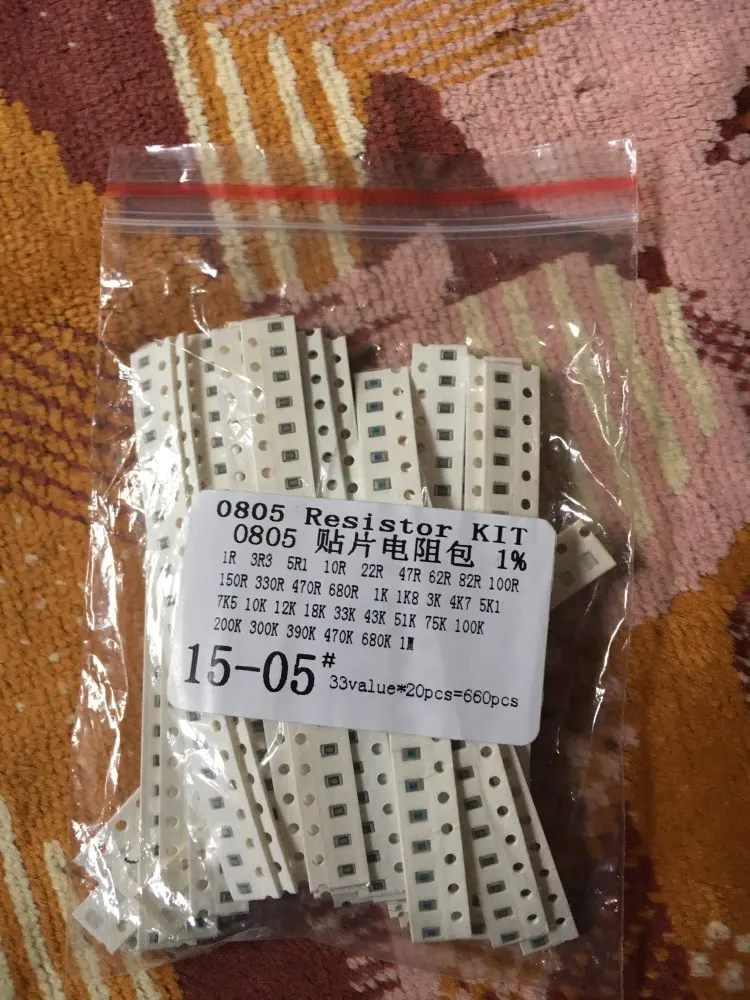 0805 Resistor KIT
0805 贴片电阻包 1%
1R 3R3 5R1 10R 22R 47R 62R 82R 100R
150R 330R 470R 680R 1K 1K8 3K 4K7 5K1
7K5 10K 12K 18K 33K 43K 51K 75K 100K
200K 300K 390K 470K 680K 1M
15-05# 33value*20pcs=660pcs